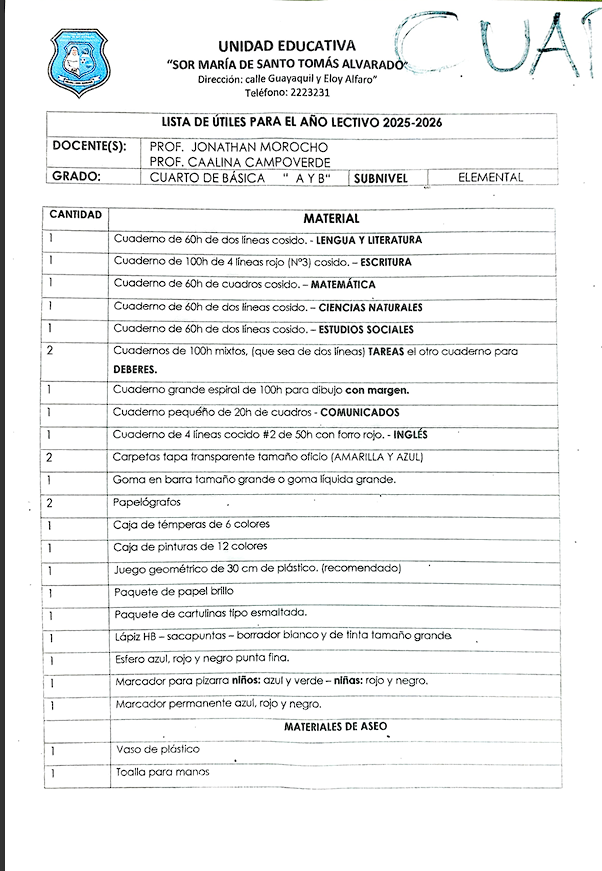 CUA
UNIDAD EDUCATIVA
"SOR MARÍA DE SANTO TOMÁS ALVARADO"
Dirección: calle Guayaquil y Eloy Alfaro"
Teléfono: 2223231
LISTA DE ÚTILES PARA EL AÑO LECTIVO 2025-2026
DOCENTE(S): PROF. JONATHAN MOROCHO
PROF. CAALINA CAMPOVERDE
GRADO: CUARTO DE BÁSICA " A Y B" SUBNIVEL ELEMENTAL
CANTIDAD MATERIAL
1 Cuaderno de 60h de dos líneas cosido. - LENGUA Y LITERATURA
1 Cuaderno de 100h de 4 líneas rojo (Nº3) cosido. – ESCRITURA
1 Cuaderno de 60h de cuadros cosido. – MATEMÁTICA
1 Cuaderno de 60h de dos líneas cosido. – CIENCIAS NATURALES
1 Cuaderno de 60h de dos líneas cosido. – ESTUDIOS SOCIALES
2 Cuadernos de 100h mixtos, (que sea de dos líneas) TAREAS el otro cuaderno para
DEBERES.
1 Cuaderno grande espiral de 100h para dibujo con margen.
1 Cuaderno pequeño de 20h de cuadros - COMUNICADOS
1 Cuaderno de 4 líneas cocido #2 de 50h con forro rojo. - INGLÉS
2 Carpetas tapa transparente tamaño oficio (AMARILLA Y AZUL)
1 Goma en barra tamaño grande o goma líquida grande.
2 Papelógrafos
1 Caja de témperas de 6 colores
1 Caja de pinturas de 12 colores
1 Juego geométrico de 30 cm de plástico. (recomendado)
1 Paquete de papel brillo
1 Paquete de cartulinas tipo esmaltada.
1 Lápiz HB – sacapuntas – borrador blanco y de tinta tamaño grande
1 Esfero azul, rojo y negro punta fina.
1 Marcador para pizarra niños: azul y verde – niñas: rojo y negro.
1 Marcador permanente azul, rojo y negro.
MATERIALES DE ASEO
1 Vaso de plástico
1 Toalla para manos